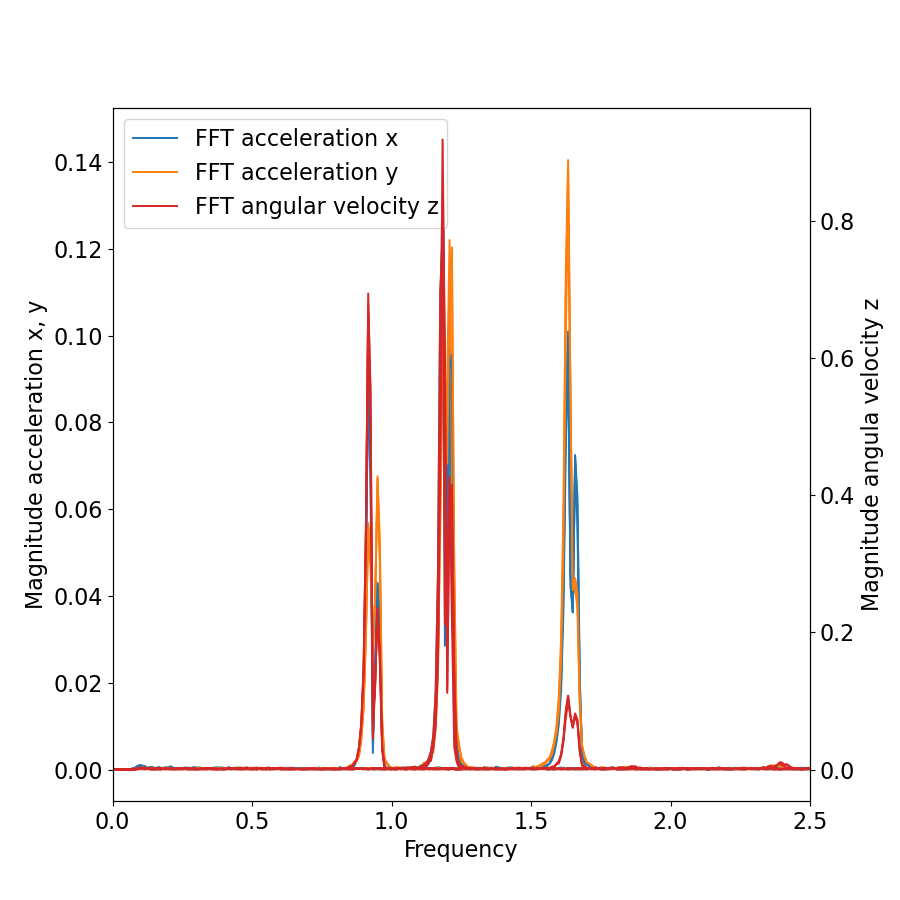 FFT acceleration x
FFT acceleration y
FFT angular velocity z
0.14
0.12
0.10
0.08
0.06
0.04
0.02
0.00
Magnitude acceleration x, y
0.8
0.6
0.4
0.2
0.0
Magnitude angula velocity z
0.0 0.5 1.0 1.5 2.0 2.5
Frequency